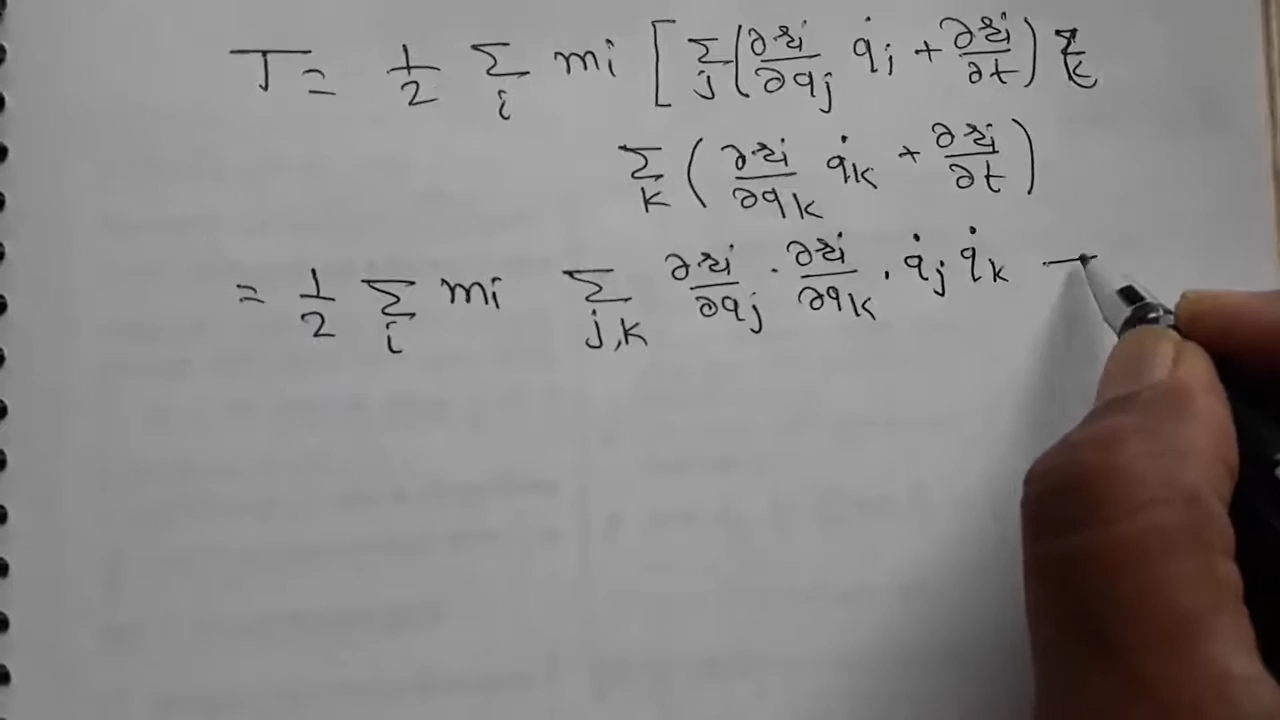 T = 1/2 Σ_i mi [ Σ_j (∂ri/∂qj q̇j + ∂ri/∂t)
Σ_k ( ∂ri/∂qk q̇k + ∂ri/∂t )
= 1/2 Σ_i mi Σ_j,k ∂ri/∂qj · ∂ri/∂qk · q̇j q̇k —